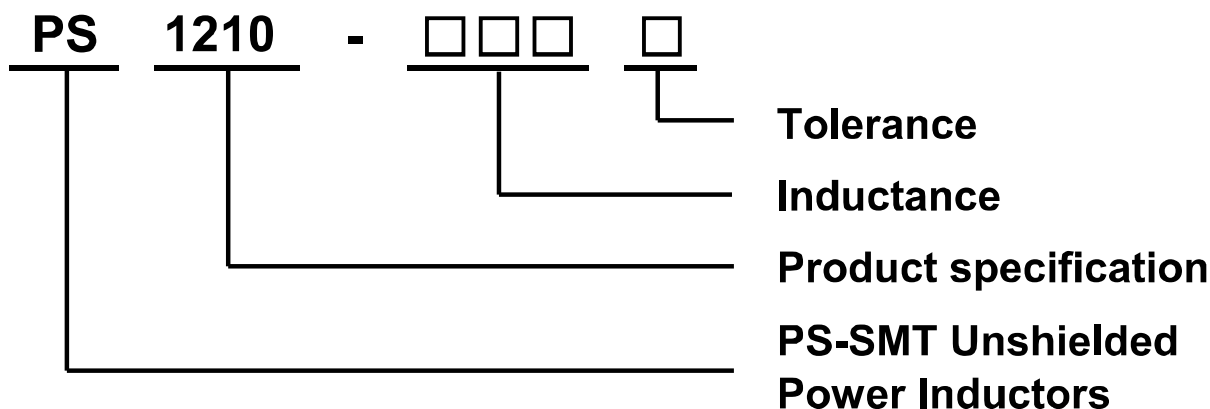 PS 1210 - □□□ □
Tolerance
Inductance
Product specification
PS-SMT Unshielded
Power Inductors